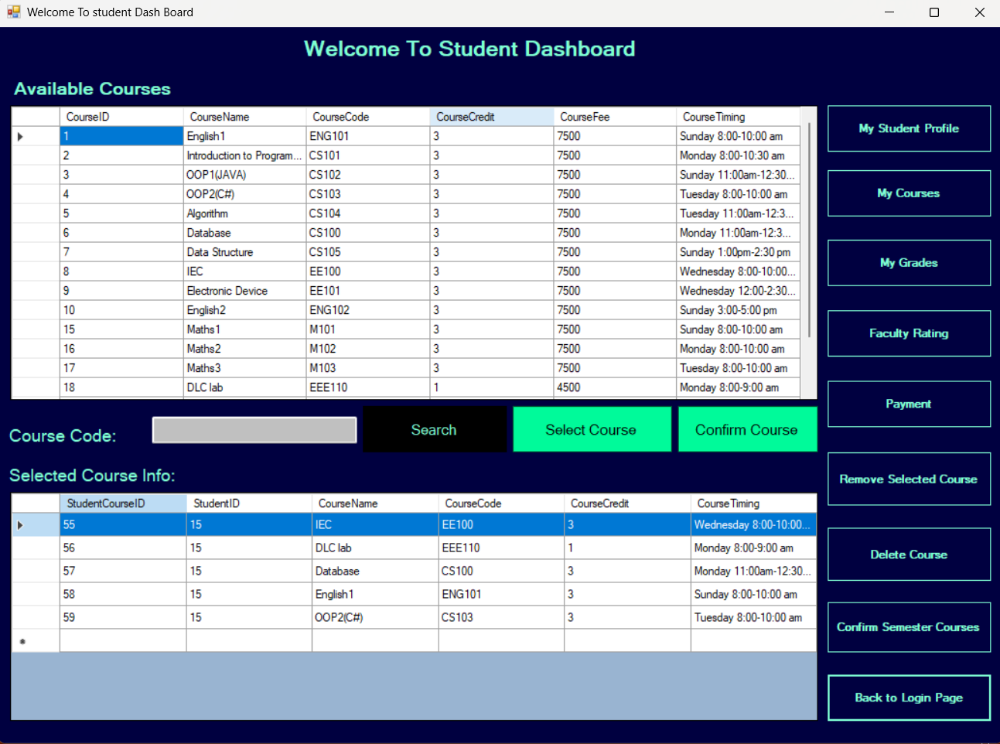 Welcome To student Dash Board
Welcome To Student Dashboard
Available Courses
CourseID CourseName CourseCode CourseCredit CourseFee CourseTiming
1 English1 ENG101 3 7500 Sunday 8:00-10:00 am
2 Introduction to Program... CS101 3 7500 Monday 8:00-10:30 am
3 OOP1(JAVA) CS102 3 7500 Sunday 11:00am-12:30...
4 OOP2(C#) CS103 3 7500 Tuesday 8:00-10:00 am
5 Algorithm CS104 3 7500 Tuesday 11:00am-12:3...
6 Database CS100 3 7500 Monday 11:00am-12:3...
7 Data Structure CS105 3 7500 Sunday 1:00pm-2:30 pm
8 IEC EE100 3 7500 Wednesday 8:00-10:00...
9 Electronic Device EE101 3 7500 Wednesday 12:00-2:30...
10 English2 ENG102 3 7500 Sunday 3:00-5:00 pm
15 Maths1 M101 3 7500 Sunday 8:00-10:00 am
16 Maths2 M102 3 7500 Monday 8:00-10:00 am
17 Maths3 M103 3 7500 Tuesday 8:00-10:00 am
18 DLC lab EEE110 1 4500 Monday 8:00-9:00 am
Course Code: Search Select Course Confirm Course
Selected Course Info:
StudentCourseID StudentID CourseName CourseCode CourseCredit CourseTiming
55 15 IEC EE100 3 Wednesday 8:00-10:00...
56 15 DLC lab EEE110 1 Monday 8:00-9:00 am
57 15 Database CS100 3 Monday 11:00am-12:30...
58 15 English1 ENG101 3 Sunday 8:00-10:00 am
59 15 OOP2(C#) CS103 3 Tuesday 8:00-10:00 am
My Student Profile
My Courses
My Grades
Faculty Rating
Payment
Remove Selected Course
Delete Course
Confirm Semester Courses
Back to Login Page